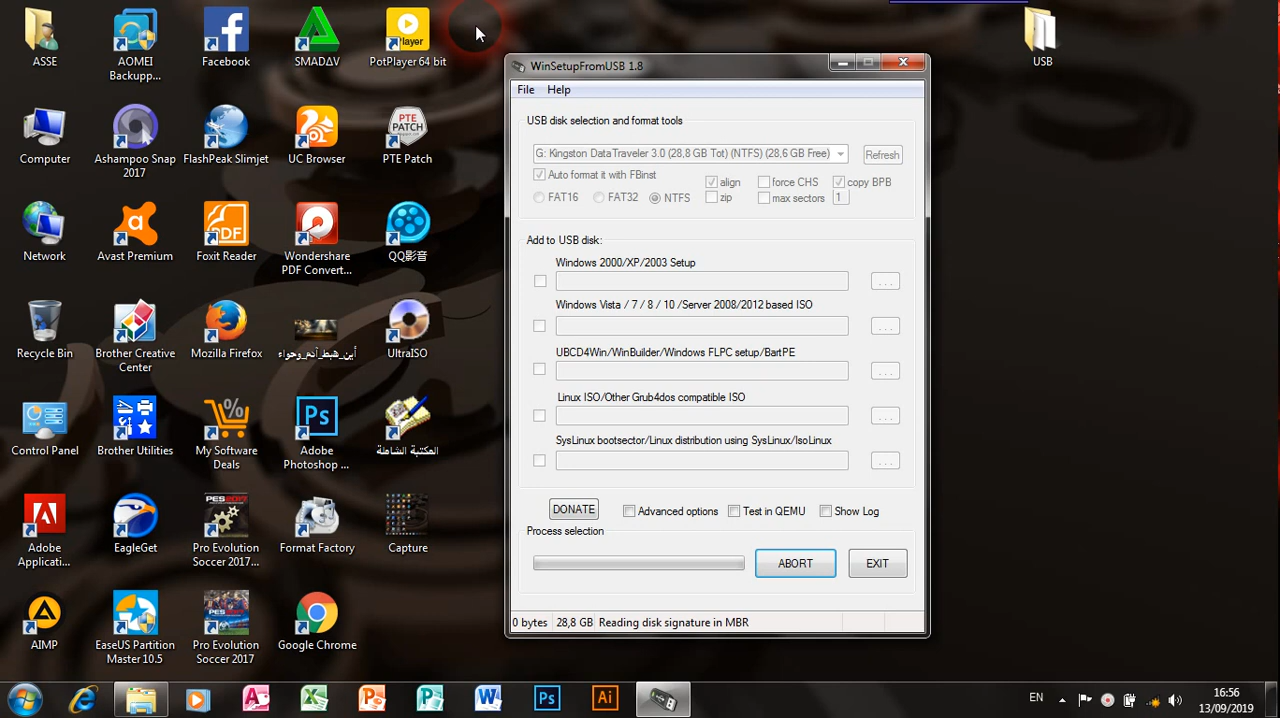 ASSE
AOMEI
Backupp...
Facebook
SMADΔV
Player
PotPlayer 64 bit
USB
Computer
Ashampoo Snap
2017
FlashPeak Slimjet
UC Browser
PTE
PATCH
PTE Patch
Network
Avast Premium
PDF
Foxit Reader
Wondershare
PDF Convert...
QQ影音
Recycle Bin
Brother Creative
Center
Mozilla Firefox
أين_هبط_آدم_وحواء
UltraISO
Control Panel
Brother Utilities
%
My Software
Deals
Ps
Adobe
Photoshop ...
المكتبة الشاملة
Adobe
Applicati...
EagleGet
PES2017
Pro Evolution
Soccer 2017...
Format Factory
Capture
AIMP
EaseUS Partition
Master 10.5
Pro Evolution
Soccer 2017
Google Chrome
WinSetupFromUSB 1.8
File Help
USB disk selection and format tools
G: Kingston DataTraveler 3.0 (28,8 GB Tot) (NTFS) (28,6 GB Free)
Refresh
Auto format it with FBinst
align
force CHS
copy BPB
FAT16
FAT32
NTFS
zip
max sectors
1
Add to USB disk:
Windows 2000/XP/2003 Setup
...
Windows Vista / 7 / 8 / 10 /Server 2008/2012 based ISO
...
UBCD4Win/WinBuilder/Windows FLPC setup/BartPE
...
Linux ISO/Other Grub4dos compatible ISO
...
SysLinux bootsector/Linux distribution using SysLinux/IsoLinux
...
DONATE
Advanced options
Test in QEMU
Show Log
Process selection
ABORT
EXIT
0 bytes
28,8 GB
Reading disk signature in MBR
Ps
Ai
EN
16:56
13/09/2019